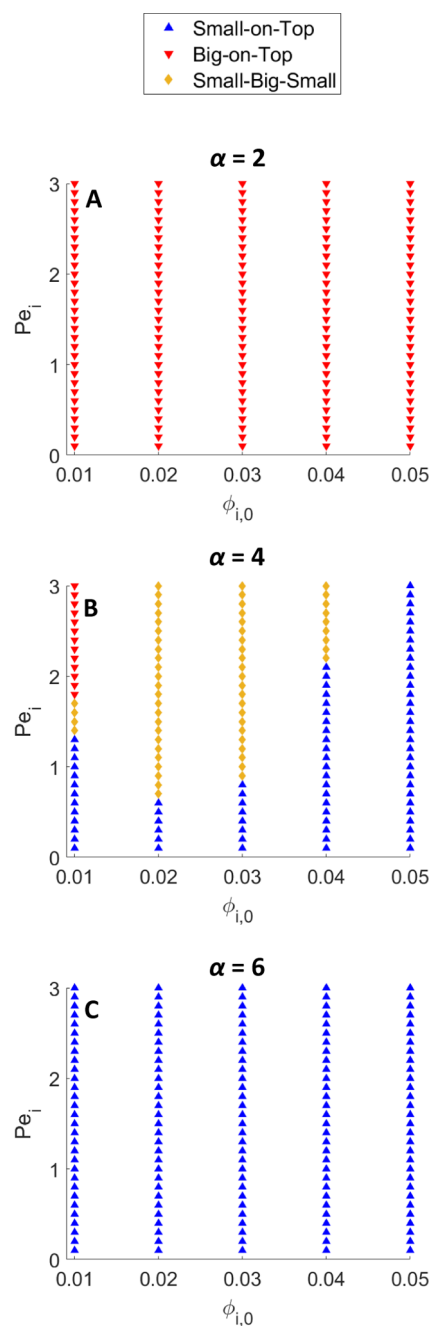 Small-on-Top
Big-on-Top
Small-Big-Small
α = 2
A
3
2
1
0
Pe_i
0.01 0.02 0.03 0.04 0.05
ϕ_i,0
α = 4
B
3
2
1
0
Pe_i
0.01 0.02 0.03 0.04 0.05
ϕ_i,0
α = 6
C
3
2
1
0
Pe_i
0.01 0.02 0.03 0.04 0.05
ϕ_i,0